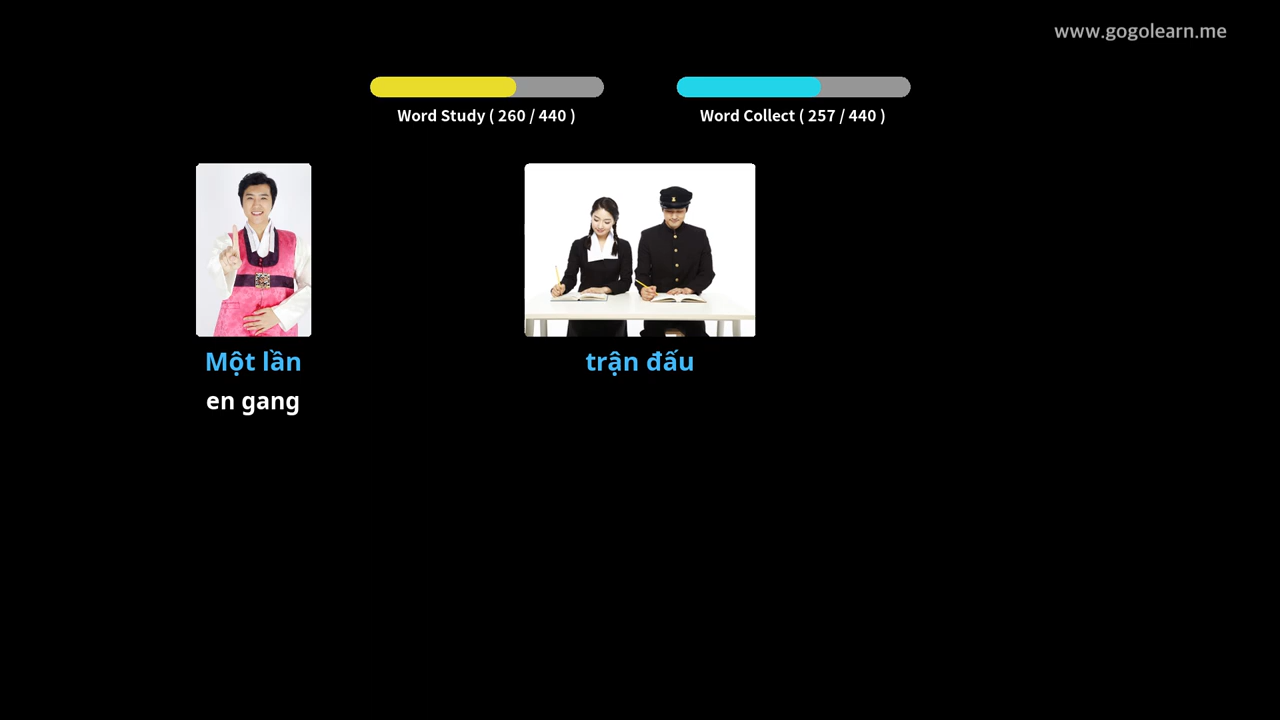 www.gogolearn.me
Word Study ( 260 / 440 )
Word Collect ( 257 / 440 )
Một lần
en gang
trận đấu